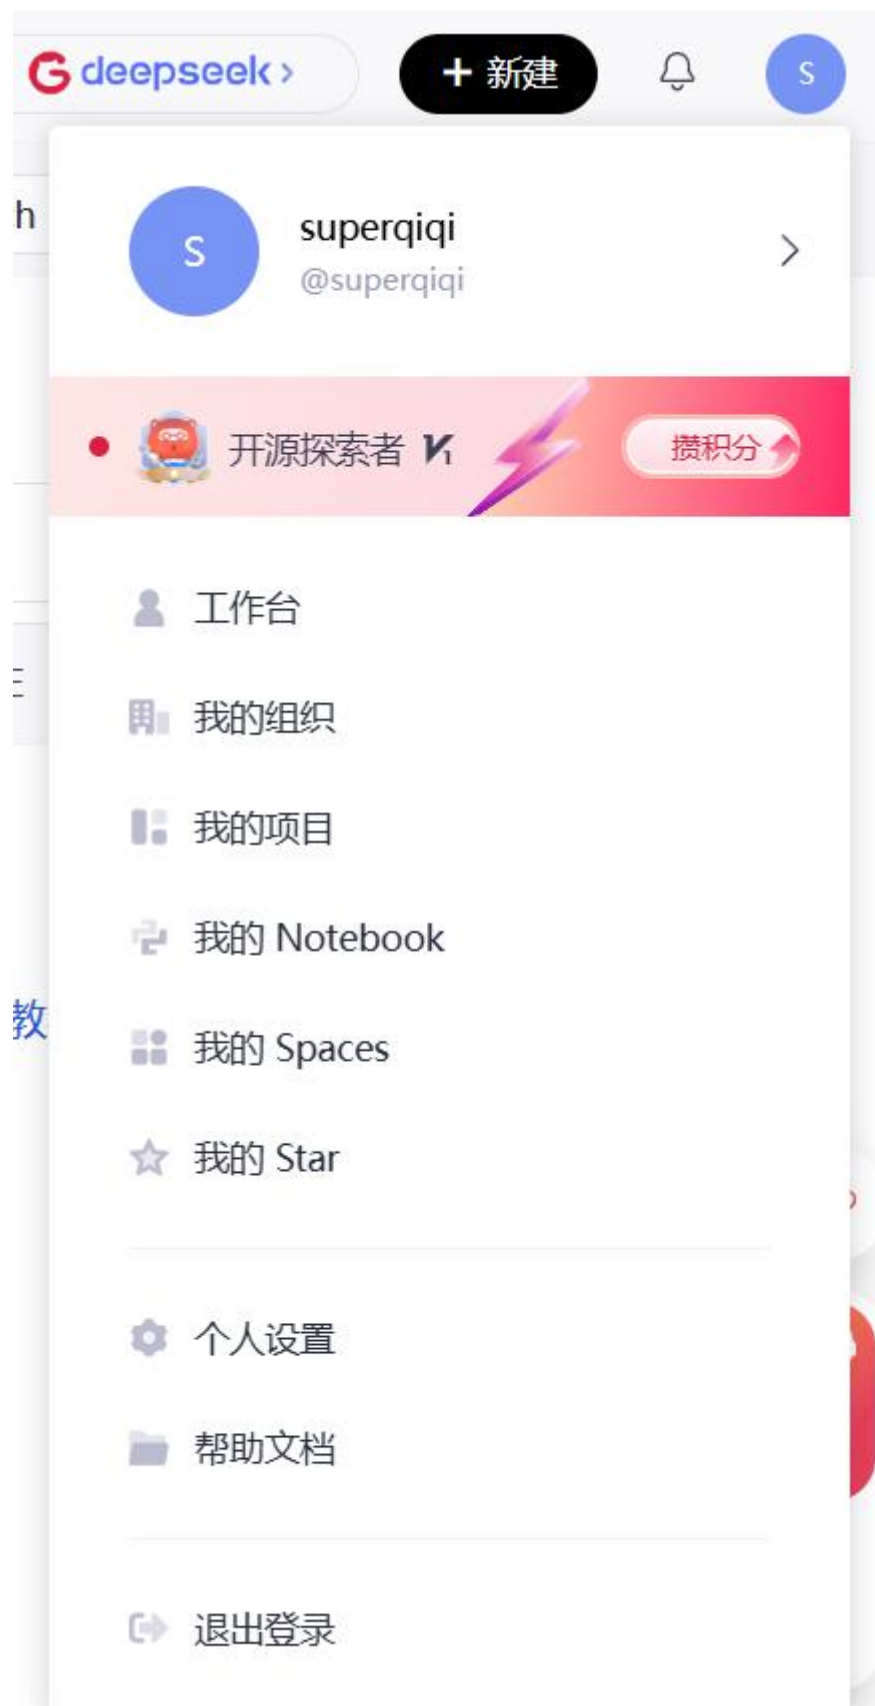 deepseek >
+ 新建
S
h
S
superqiqi
@superqiqi
开源探索者 V1
攒积分
工作台
我的组织
我的项目
我的 Notebook
教
我的 Spaces
我的 Star
个人设置
帮助文档
退出登录